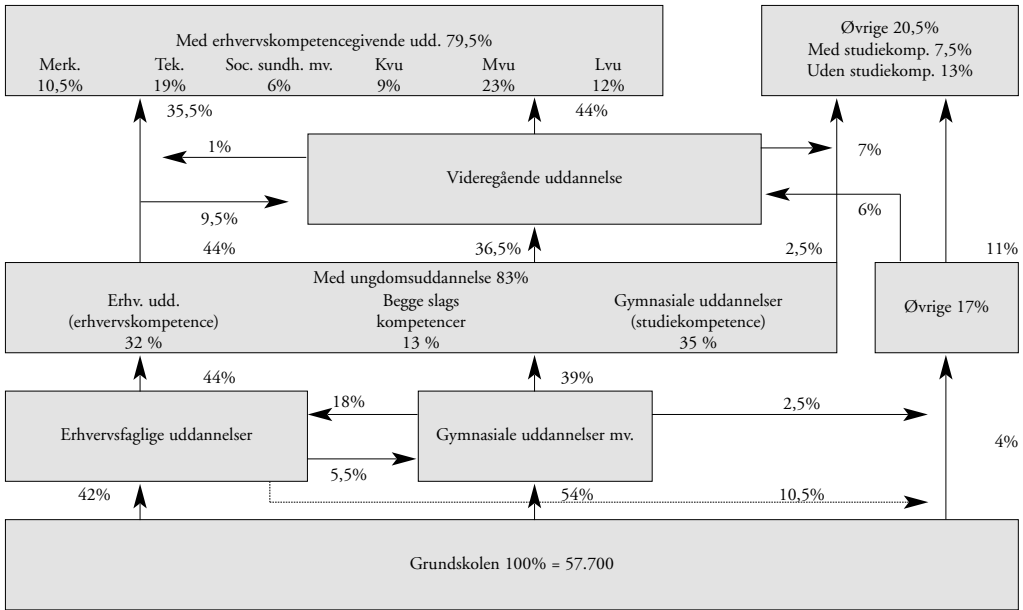 Med erhvervskompetencegivende udd. 79,5%
Merk. Tek. Soc. sundh. mv. Kvu Mvu Lvu
10,5% 19% 6% 9% 23% 12%
Øvrige 20,5%
Med studiekomp. 7,5%
Uden studiekomp. 13%
35,5% 44%
1% 7%
Videregående uddannelse
9,5% 6%
44% 36,5% 2,5% 11%
Med ungdomsuddannelse 83%
Erhv. udd.
(erhvervskompetence)
32 %
Begge slags
kompetencer
13 %
Gymnasiale uddannelser
(studiekompetence)
35 %
Øvrige 17%
44% 39%
18% 2,5%
Erhvervsfaglige uddannelser
Gymnasiale uddannelser mv.
4%
5,5%
42% 54% 10,5%
Grundskolen 100% = 57.700